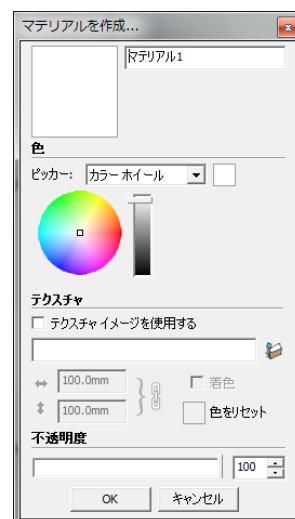 マテリアルを作成...
マテリアル1
色
ピッカー: カラー ホイール
テクスチャ
テクスチャ イメージを使用する
100.0mm
着色
100.0mm
色をリセット
不透明度
100
OK キャンセル